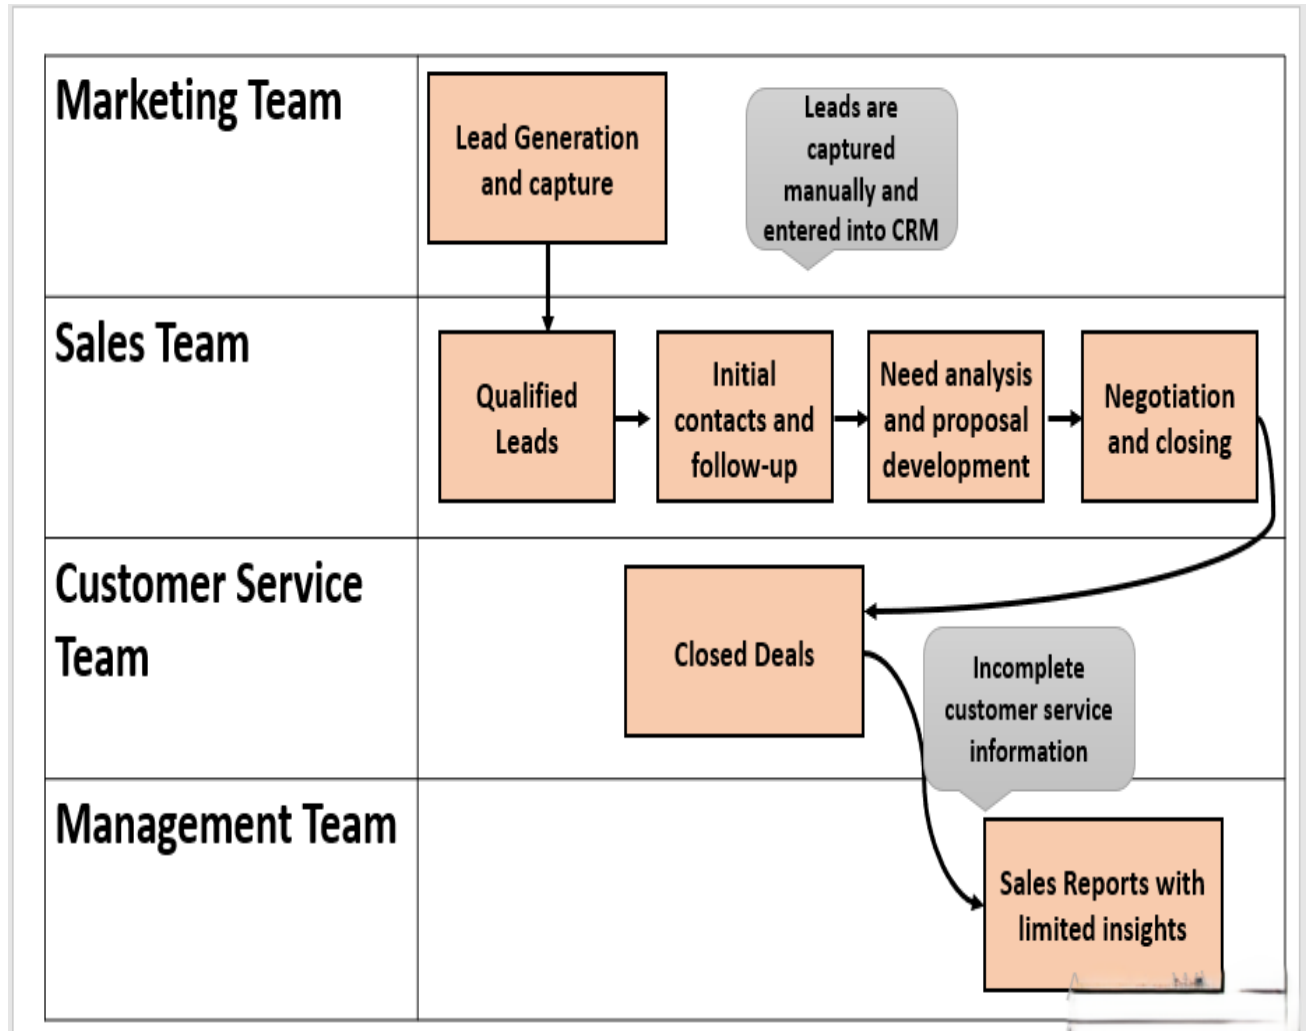 Marketing Team
Lead Generation
and capture
Leads are
captured
manually and
entered into CRM
Sales Team
Qualified
Leads
Initial
contacts and
follow-up
Need analysis
and proposal
development
Negotiation
and closing
Customer Service
Team
Closed Deals
Incomplete
customer service
information
Management Team
Sales Reports with
limited insights